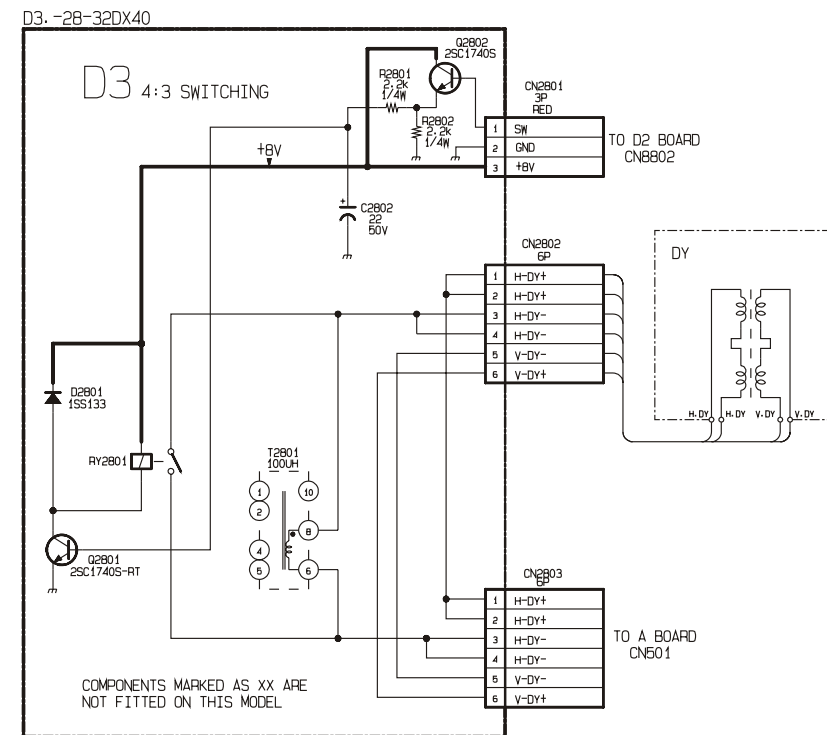 D3.-28-32DX40
D3 4:3 SWITCHING
Q2802
2SC1740S
R2801
2.2k
1/4W
R2802
2.2k
1/4W
CN2801
3P
RED
1 SW
2 GND
3 +8V
TO D2 BOARD
CN8802
+8V
+
C2802
22
50V
CN2802
6P
1 H-DY+
2 H-DY+
3 H-DY-
4 H-DY-
5 V-DY-
6 V-DY+
DY
H.DY H.DY V.DY V.DY
D2801
1SS133
RY2801
T2801
100UH
1
2
4
5
10
8
6
Q2801
2SC1740S-RT
CN2803
6P
1 H-DY+
2 H-DY+
3 H-DY-
4 H-DY-
5 V-DY-
6 V-DY+
TO A BOARD
CN501
COMPONENTS MARKED AS XX ARE
NOT FITTED ON THIS MODEL